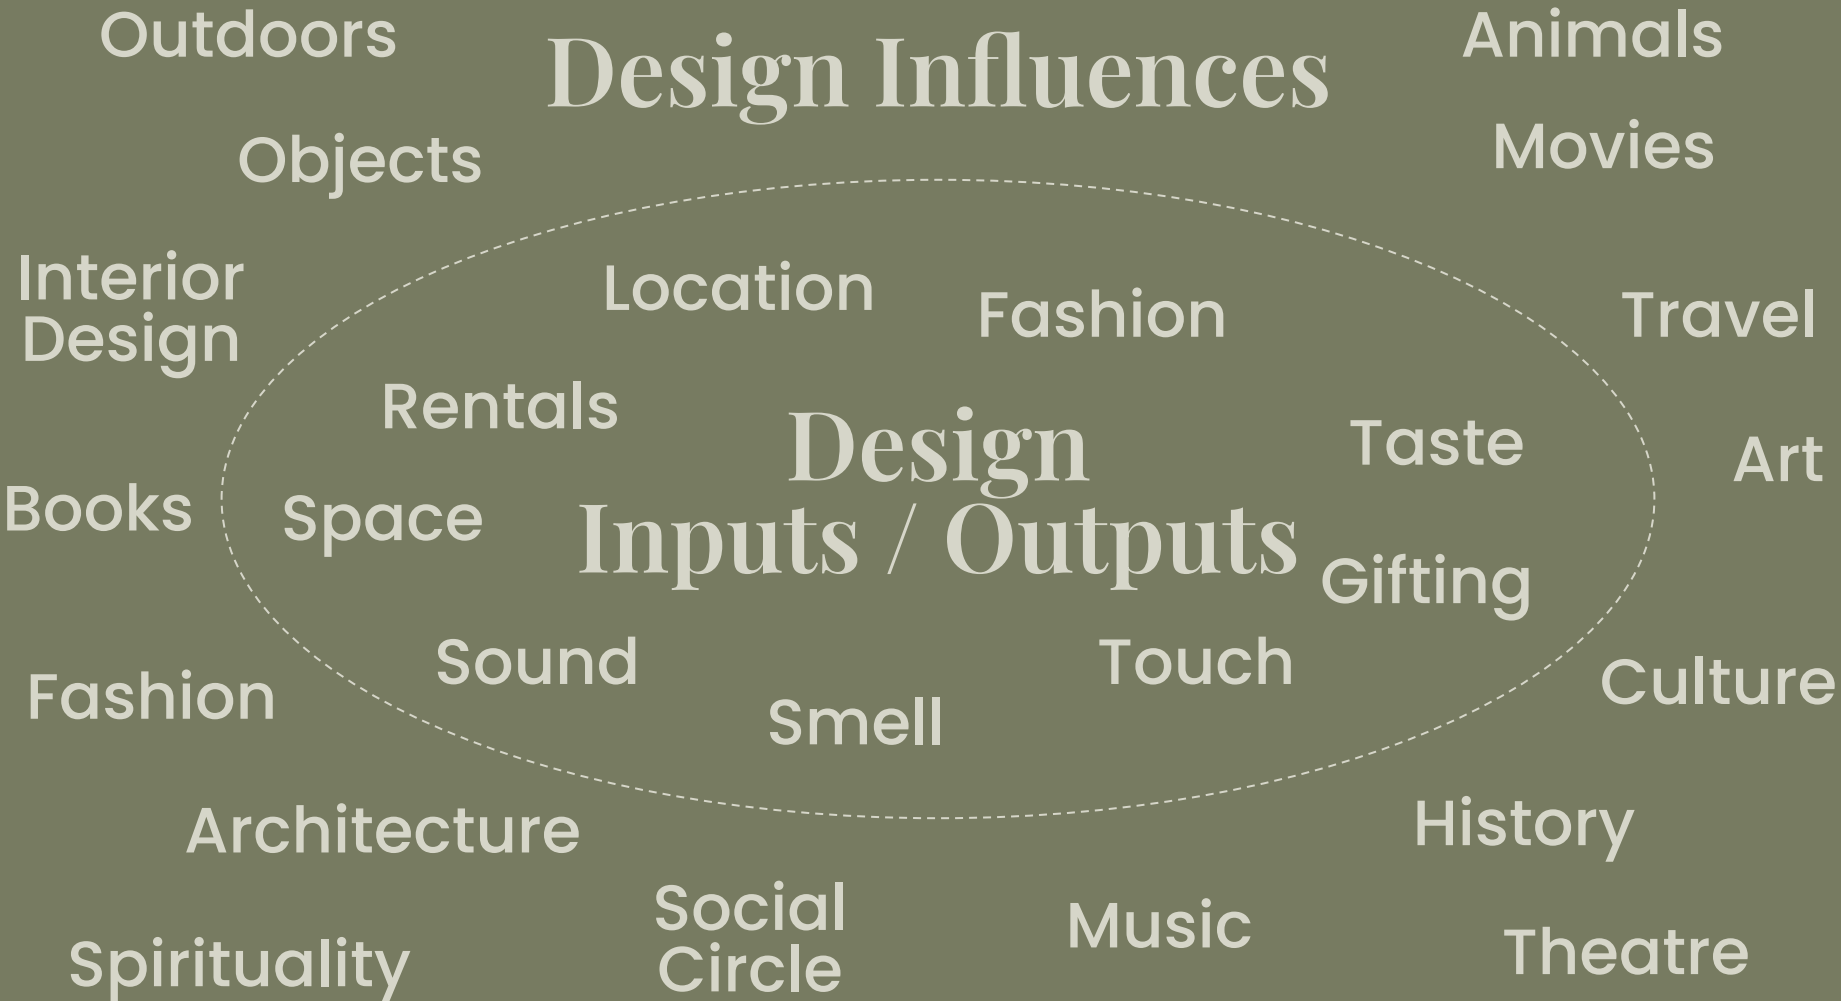 Outdoors
Design Influences
Animals
Objects
Movies
Interior
Design
Location
Fashion
Travel
Rentals
Design
Inputs / Outputs
Taste
Art
Books
Space
Gifting
Sound
Touch
Fashion
Smell
Culture
Architecture
History
Social
Circle
Music
Spirituality
Theatre